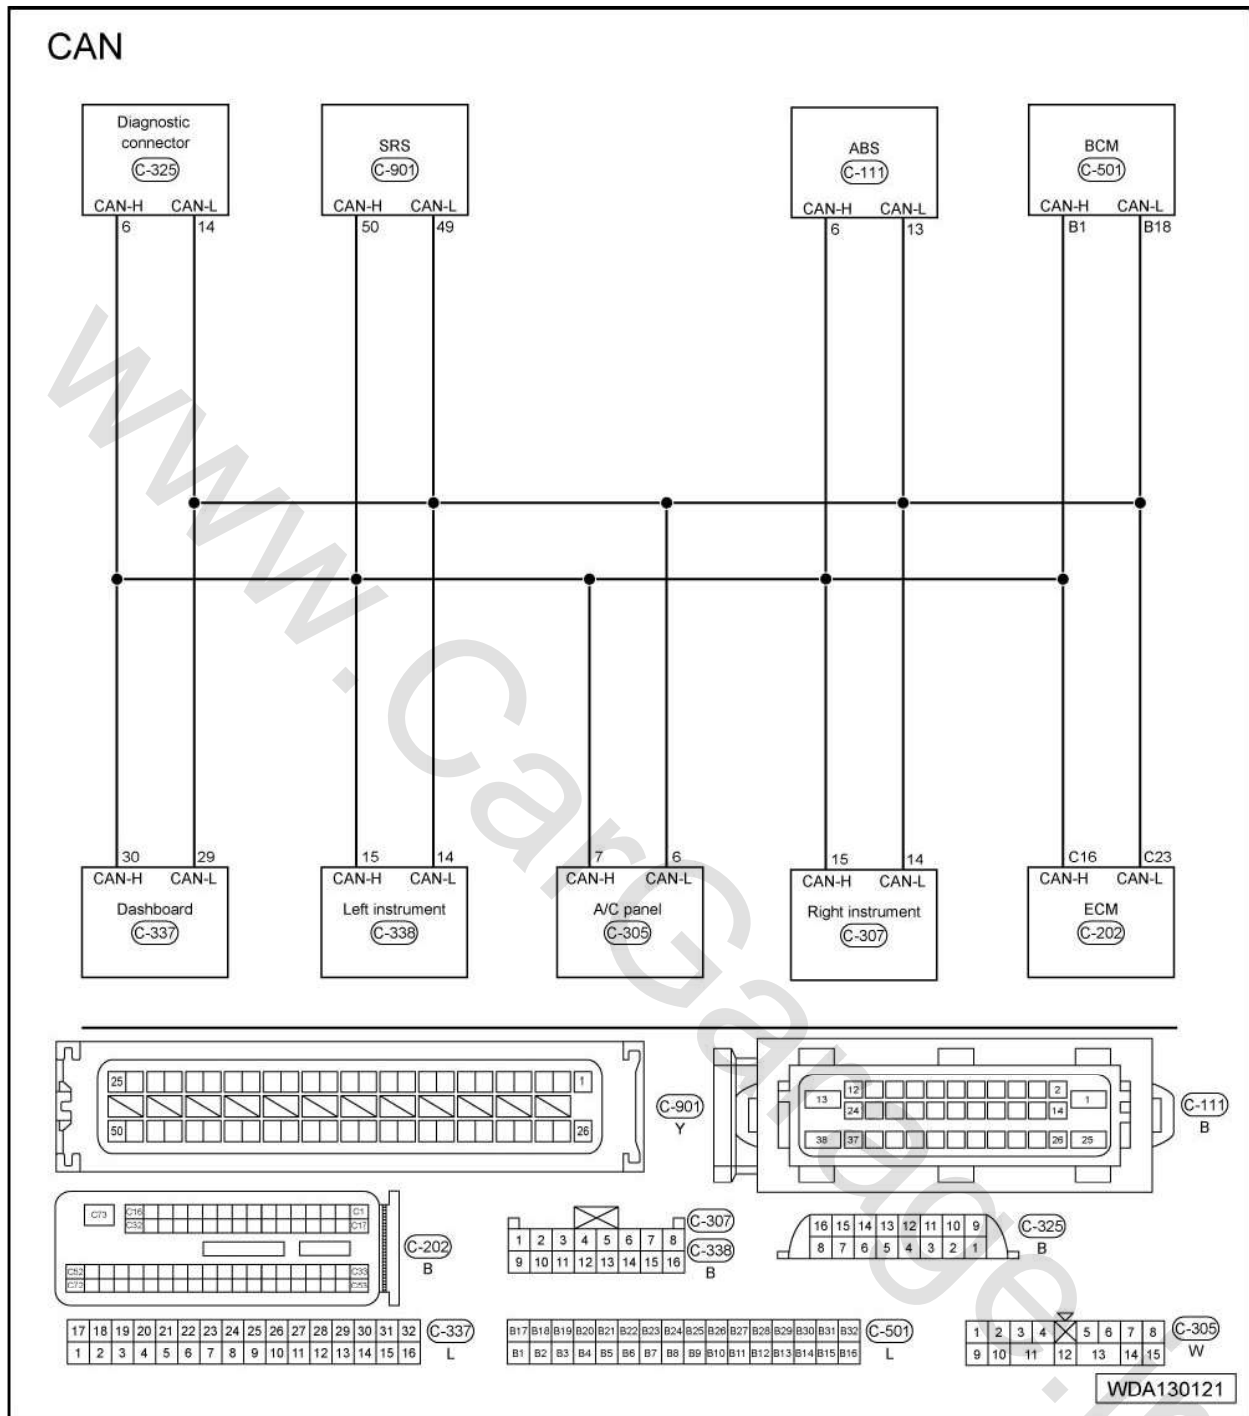 CAN
Diagnostic
connector
C-325
CAN-H CAN-L
6 14
SRS
C-901
CAN-H CAN-L
50 49
ABS
C-111
CAN-H CAN-L
6 13
BCM
C-501
CAN-H CAN-L
B1 B18
30 29
CAN-H CAN-L
Dashboard
C-337
15 14
CAN-H CAN-L
Left instrument
C-338
7 6
CAN-H CAN-L
A/C panel
C-305
15 14
CAN-H CAN-L
Right instrument
C-307
C16 C23
CAN-H CAN-L
ECM
C-202
25 1
50 26
C-901
Y
12 2
13 1
24 14
38 37 26 25
C-111
B
C73 C16 C1
C32 C17
C52 C33
C72 C53
C-202
B
1 2 3 4 5 6 7 8
9 10 11 12 13 14 15 16
C-307
C-338
B
16 15 14 13 12 11 10 9
8 7 6 5 4 3 2 1
C-325
B
17 18 19 20 21 22 23 24 25 26 27 28 29 30 31 32
1 2 3 4 5 6 7 8 9 10 11 12 13 14 15 16
C-337
L
B17 B18 B19 B20 B21 B22 B23 B24 B25 B26 B27 B28 B29 B30 B31 B32
B1 B2 B3 B4 B5 B6 B7 B8 B9 B10 B11 B12 B13 B14 B15 B16
C-501
L
1 2 3 4 5 6 7 8
9 10 11 12 13 14 15
C-305
W
WDA130121
www.CarGarage.